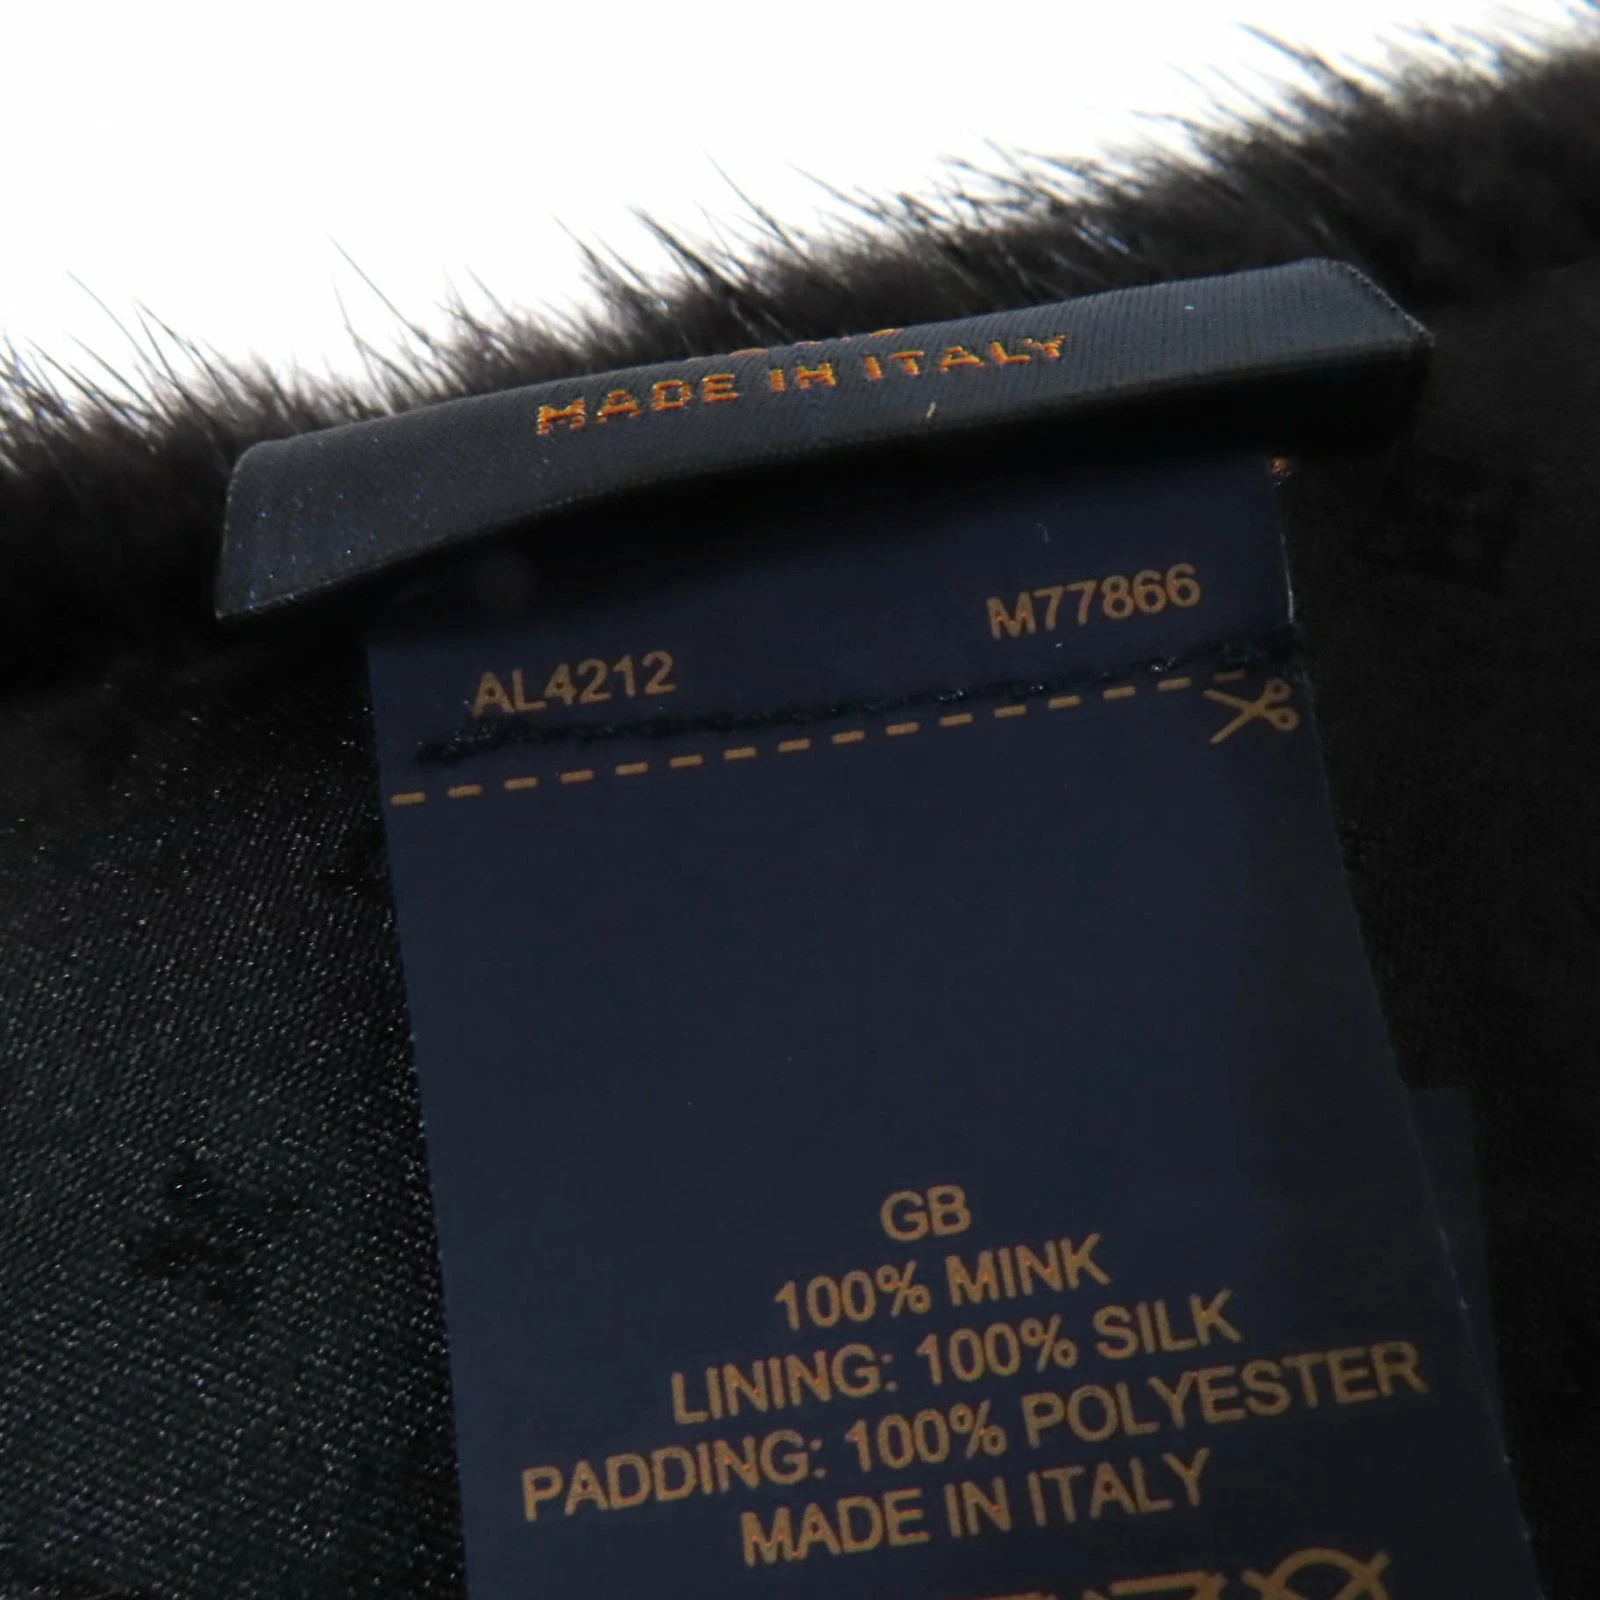 MADE IN ITALY
AL4212 M77866
GB
100% MINK
LINING: 100% SILK
PADDING: 100% POLYESTER
MADE IN ITALY